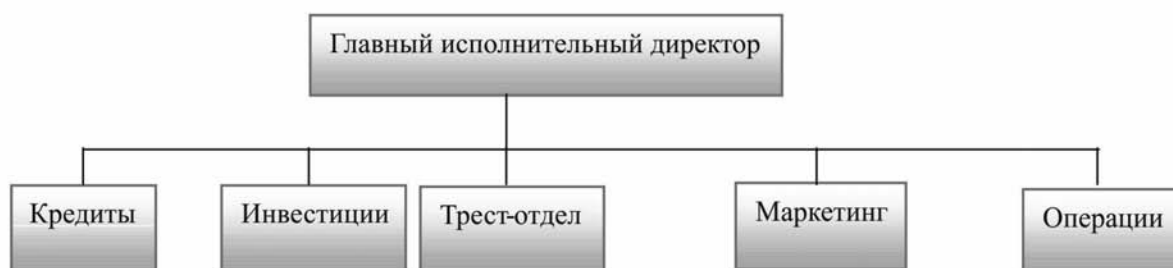 Главный исполнительный директор
Кредиты
Инвестиции
Трест-отдел
Маркетинг
Операции